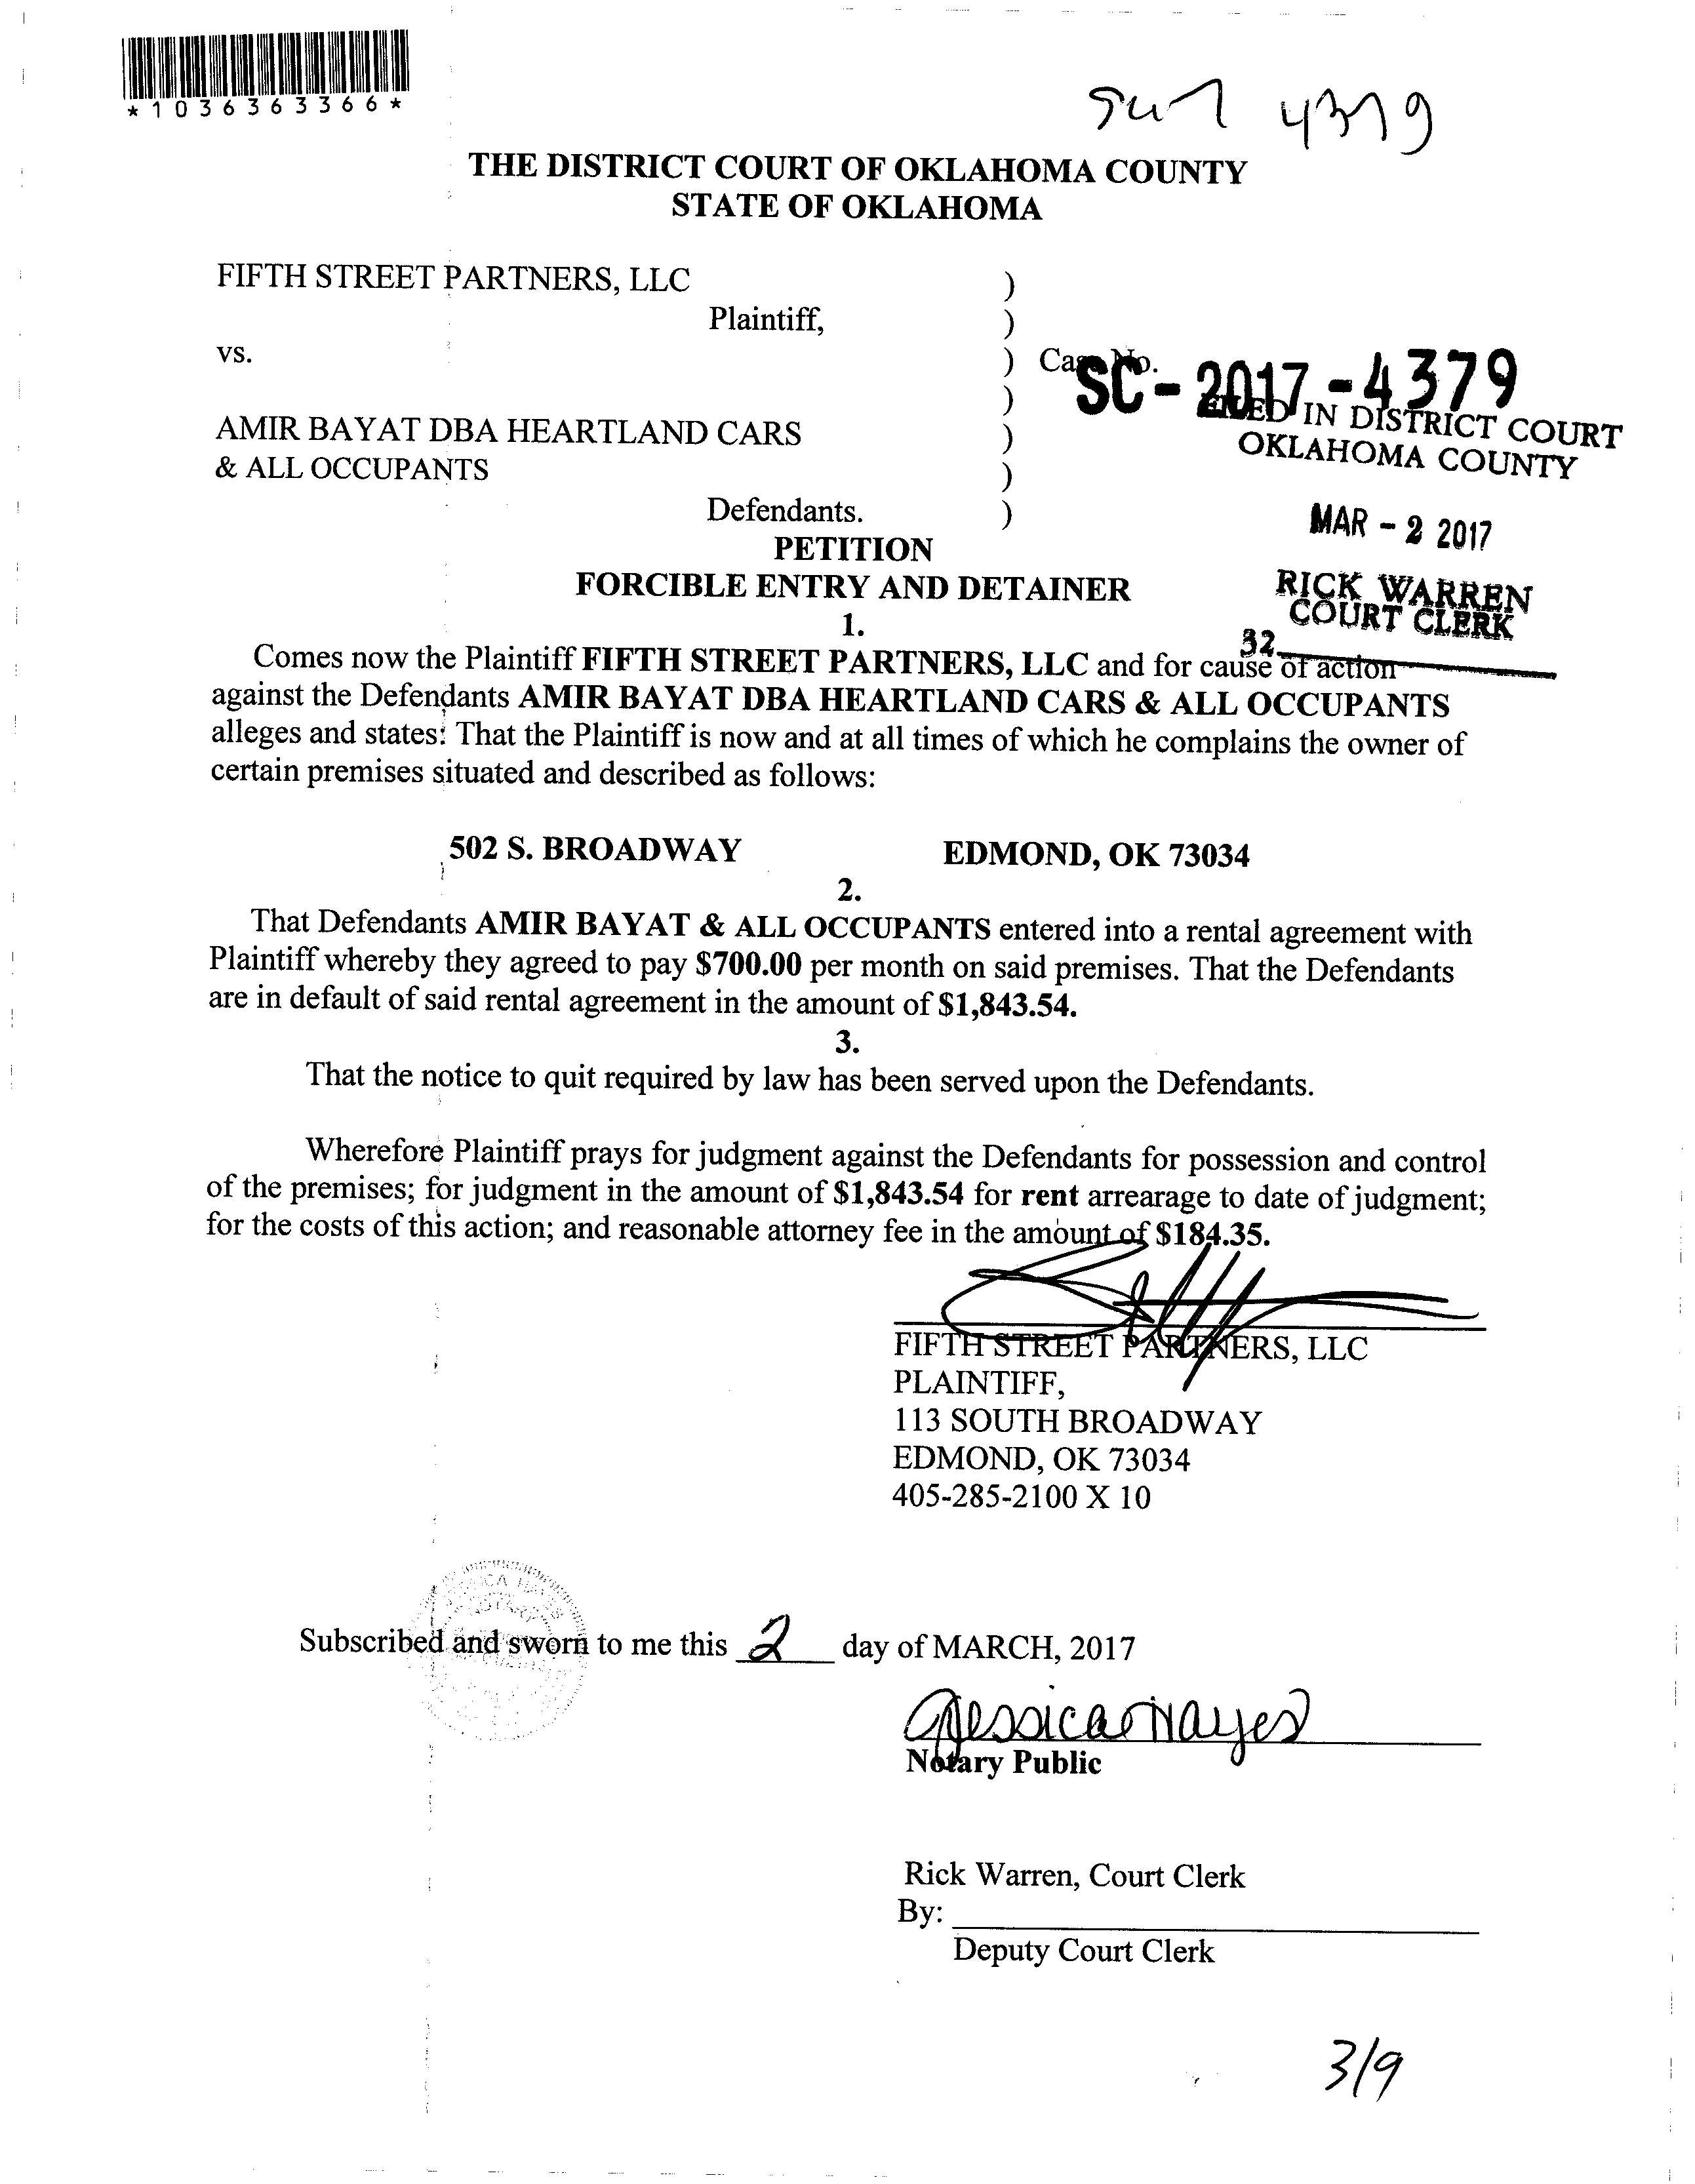 *1036363366*
4379
THE DISTRICT COURT OF OKLAHOMA COUNTY
STATE OF OKLAHOMA
FIFTH STREET PARTNERS, LLC )
Plaintiff, )
vs. ) Case No. SC-2017-4379
)
AMIR BAYAT DBA HEARTLAND CARS )
& ALL OCCUPANTS )
Defendants. )
FILED IN DISTRICT COURT
OKLAHOMA COUNTY
MAR - 2 2017
RICK WARREN
COURT CLERK
32
PETITION
FORCIBLE ENTRY AND DETAINER
1.
Comes now the Plaintiff FIFTH STREET PARTNERS, LLC and for cause of action
against the Defendants AMIR BAYAT DBA HEARTLAND CARS & ALL OCCUPANTS
alleges and states: That the Plaintiff is now and at all times of which he complains the owner of
certain premises situated and described as follows:
502 S. BROADWAY EDMOND, OK 73034
2.
That Defendants AMIR BAYAT & ALL OCCUPANTS entered into a rental agreement with
Plaintiff whereby they agreed to pay $700.00 per month on said premises. That the Defendants
are in default of said rental agreement in the amount of $1,843.54.
3.
That the notice to quit required by law has been served upon the Defendants.
Wherefore Plaintiff prays for judgment against the Defendants for possession and control
of the premises; for judgment in the amount of $1,843.54 for rent arrearage to date of judgment;
for the costs of this action; and reasonable attorney fee in the amount of $184.35.
FIFTH STREET PARTNERS, LLC
PLAINTIFF,
113 SOUTH BROADWAY
EDMOND, OK 73034
405-285-2100 X 10
Subscribed and sworn to me this 2 day of MARCH, 2017
Jessica Hayes
Notary Public
Rick Warren, Court Clerk
By:
Deputy Court Clerk
3/9